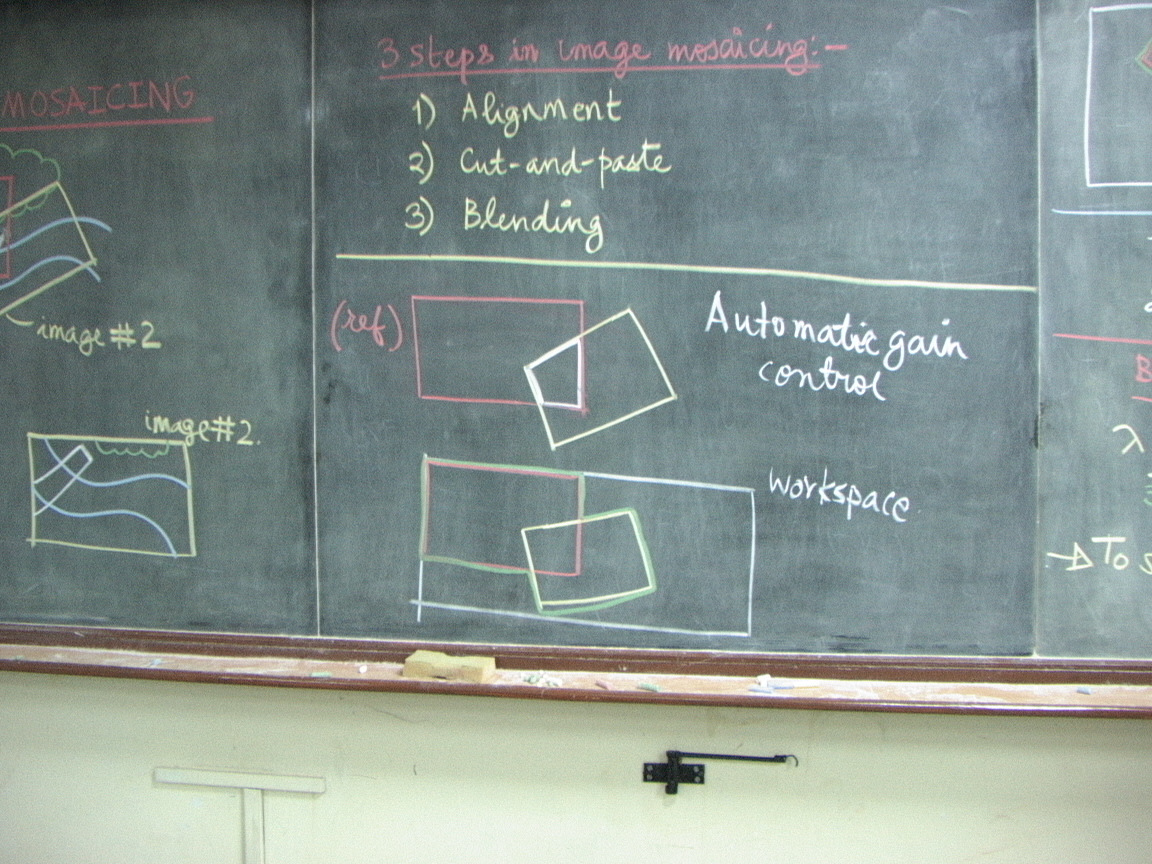 MOSAICING
image #2
image #2.
3 steps in image mosaicing:-
1) Alignment
2) Cut-and-paste
3) Blending
(ref)
Automatic gain
control
workspace
B
λ
→ To